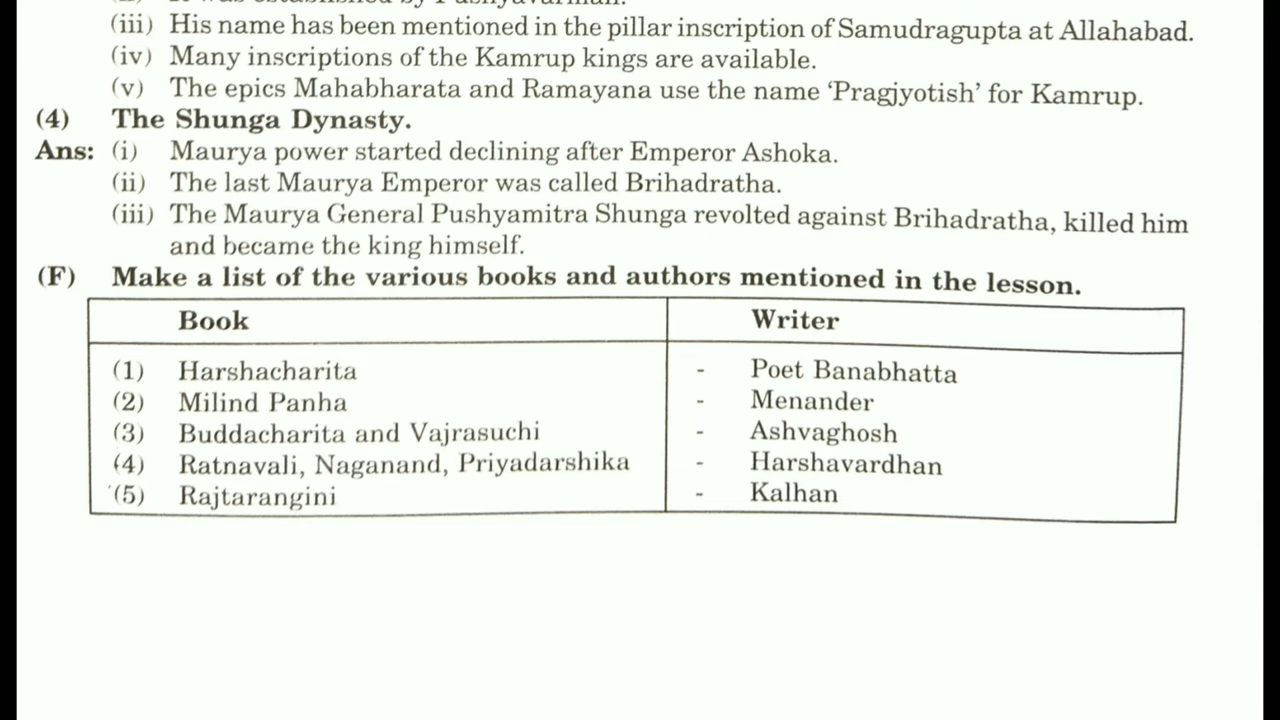 (iii) His name has been mentioned in the pillar inscription of Samudragupta at Allahabad.
(iv) Many inscriptions of the Kamrup kings are available.
(v) The epics Mahabharata and Ramayana use the name ‘Pragjyotish’ for Kamrup.
(4) The Shunga Dynasty.
Ans: (i) Maurya power started declining after Emperor Ashoka.
(ii) The last Maurya Emperor was called Brihadratha.
(iii) The Maurya General Pushyamitra Shunga revolted against Brihadratha, killed him
and became the king himself.
(F) Make a list of the various books and authors mentioned in the lesson.
Book Writer
(1) Harshacharita - Poet Banabhatta
(2) Milind Panha - Menander
(3) Buddacharita and Vajrasuchi - Ashvaghosh
(4) Ratnavali, Naganand, Priyadarshika - Harshavardhan
(5) Rajtarangini - Kalhan